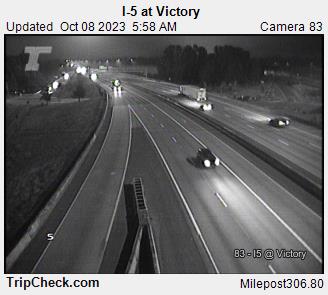 I-5 at Victory
Updated Oct 08 2023 5:58 AM Camera 83
T
5
83 - I5 @ Victory
TripCheck.com Milepost306.80